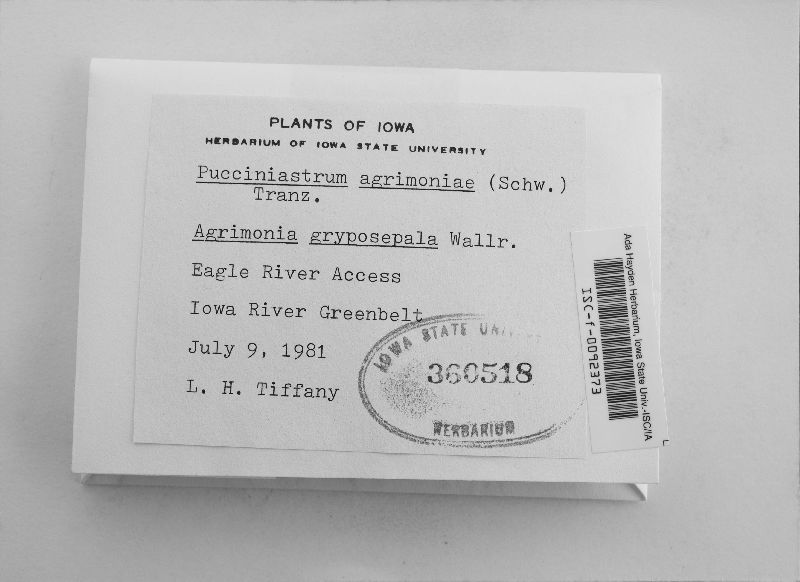 PLANTS OF IOWA
HERBARIUM OF IOWA STATE UNIVERSITY
Pucciniastrum agrimoniae (Schw.)
Tranz.
Agrimonia gryposepala Wallr.
Eagle River Access
Iowa River Greenbelt
July 9, 1981
L. H. Tiffany
IOWA STATE
360518
HERBARIUM
Ada Hayden Herbarium, Iowa State Univ.-ISC/IA
ISC-f-0092373